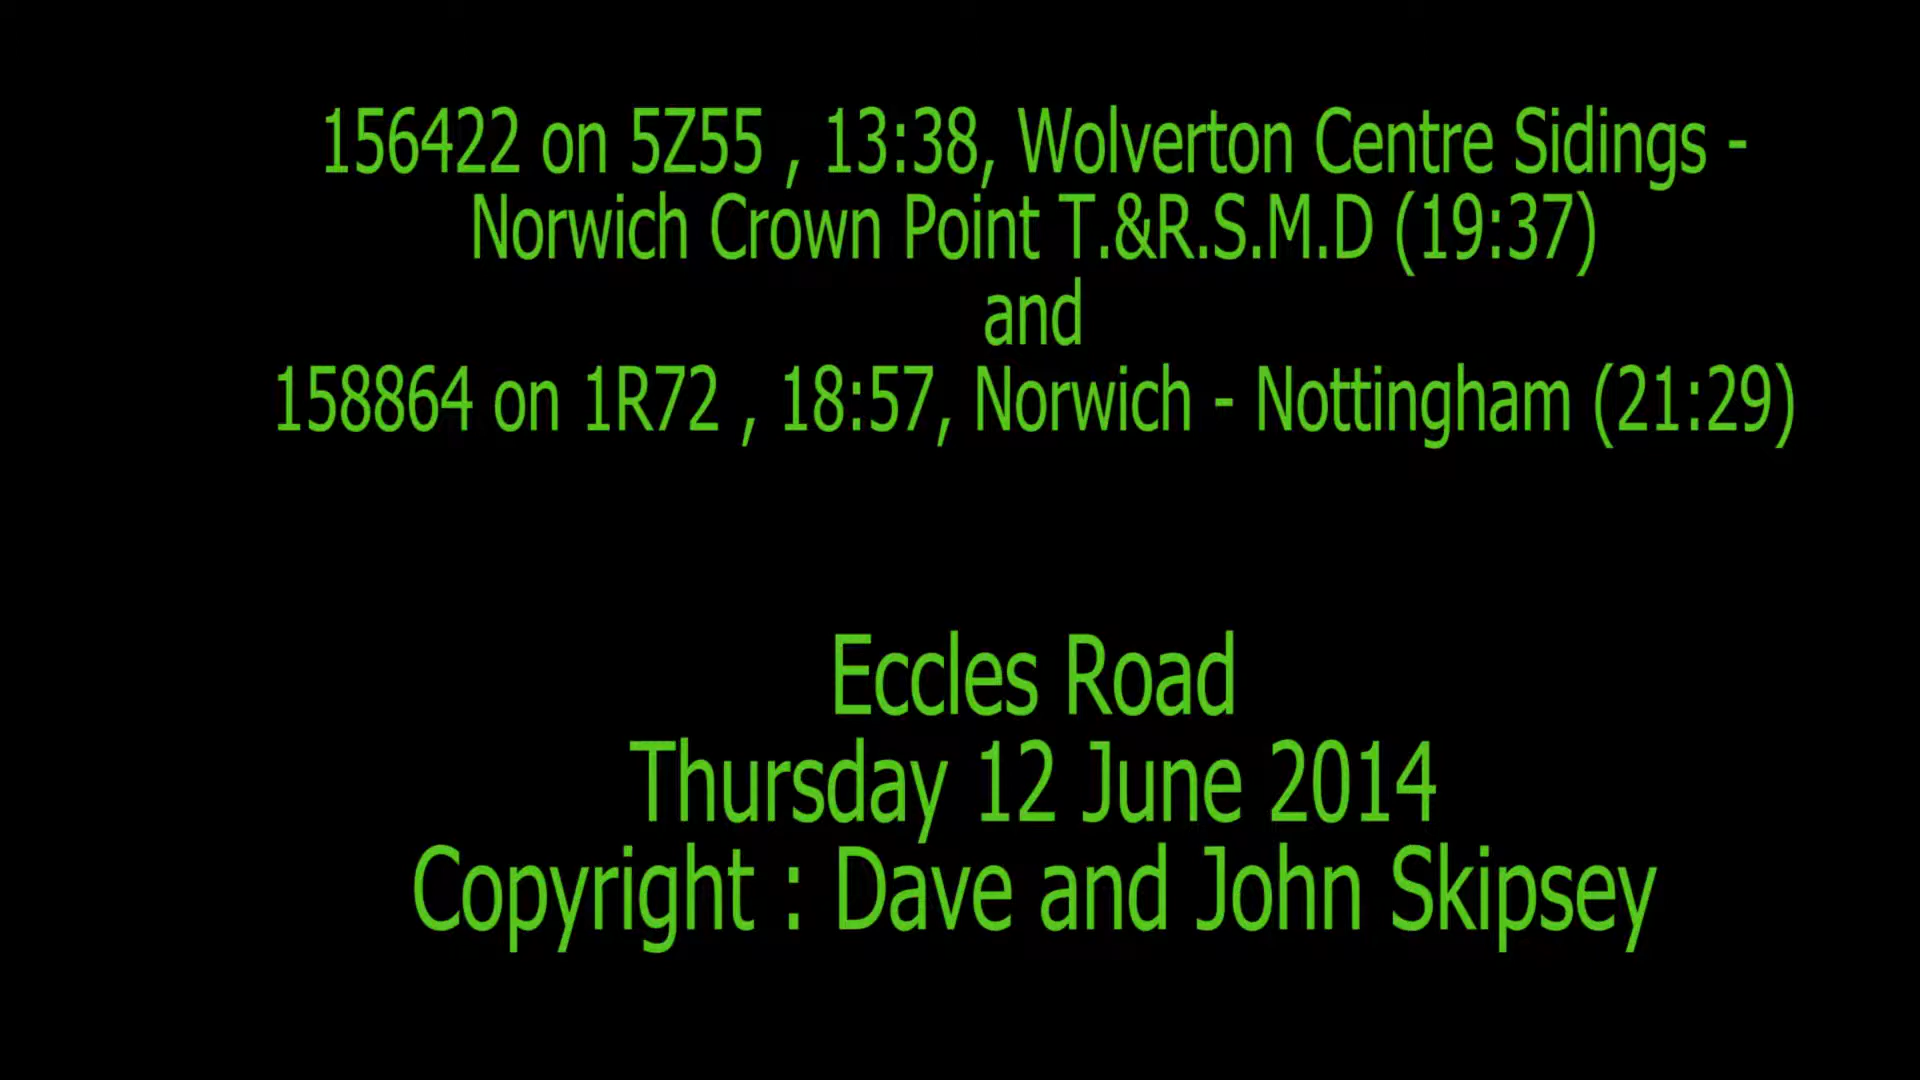 156422 on 5Z55 , 13:38, Wolverton Centre Sidings -
Norwich Crown Point T.&R.S.M.D (19:37)
and
158864 on 1R72 , 18:57, Norwich - Nottingham (21:29)
Eccles Road
Thursday 12 June 2014
Copyright : Dave and John Skipsey